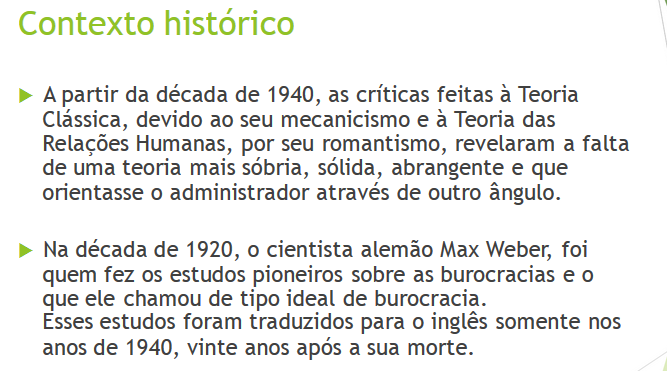 Contexto histórico
A partir da década de 1940, as críticas feitas à Teoria
Clássica, devido ao seu mecanicismo e à Teoria das
Relações Humanas, por seu romantismo, revelaram a falta
de uma teoria mais sóbria, sólida, abrangente e que
orientasse o administrador através de outro ângulo.
Na década de 1920, o cientista alemão Max Weber, foi
quem fez os estudos pioneiros sobre as burocracias e o
que ele chamou de tipo ideal de burocracia.
Esses estudos foram traduzidos para o inglês somente nos
anos de 1940, vinte anos após a sua morte.